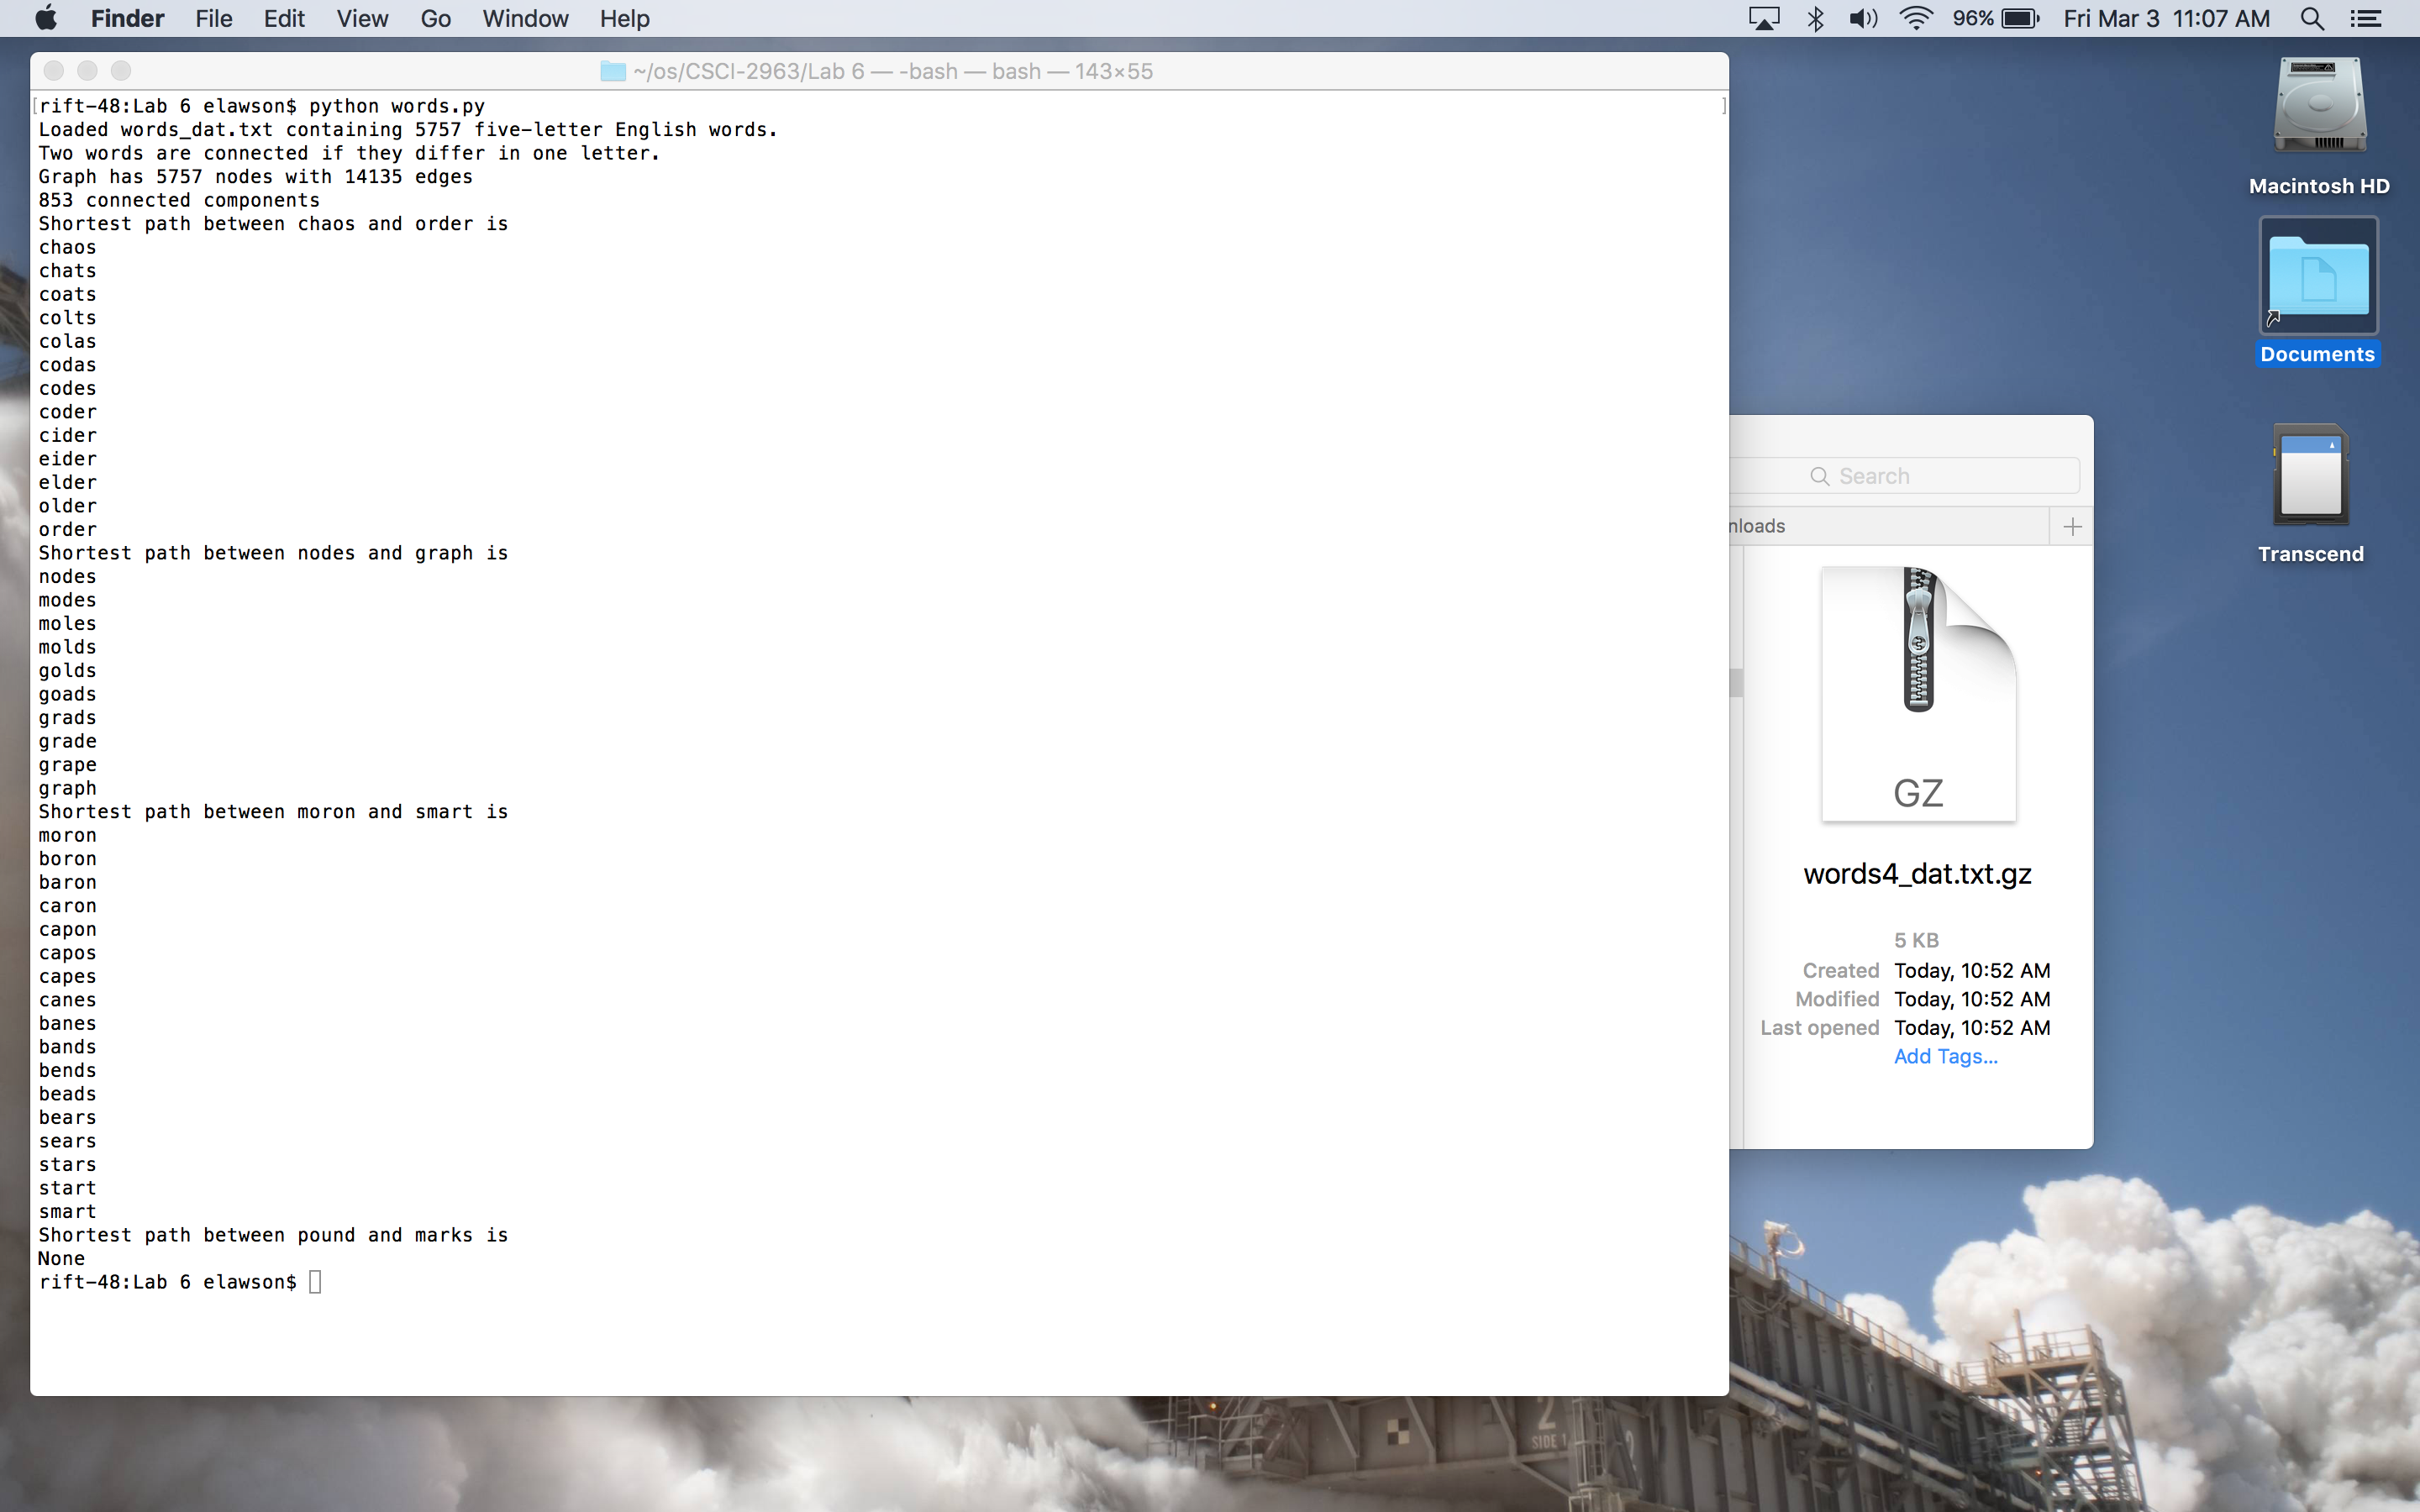 Finder File Edit View Go Window Help 96% Fri Mar 3 11:07 AM
~/os/CSCI-2963/Lab 6 — -bash — bash — 143×55
[rift-48:Lab 6 elawson$ python words.py ]
Loaded words_dat.txt containing 5757 five-letter English words.
Two words are connected if they differ in one letter.
Graph has 5757 nodes with 14135 edges
853 connected components
Shortest path between chaos and order is
chaos
chats
coats
colts
colas
codas
codes
coder
cider
eider
elder
older
order
Shortest path between nodes and graph is
nodes
modes
moles
molds
golds
goads
grads
grade
grape
graph
Shortest path between moron and smart is
moron
boron
baron
caron
capon
capos
capes
canes
banes
bands
bends
beads
bears
sears
stars
start
smart
Shortest path between pound and marks is
None
rift-48:Lab 6 elawson$
Search
nloads
GZ
words4_dat.txt.gz
5 KB
Created Today, 10:52 AM
Modified Today, 10:52 AM
Last opened Today, 10:52 AM
Add Tags...
Macintosh HD
Documents
Transcend
2
SIDE 1
2